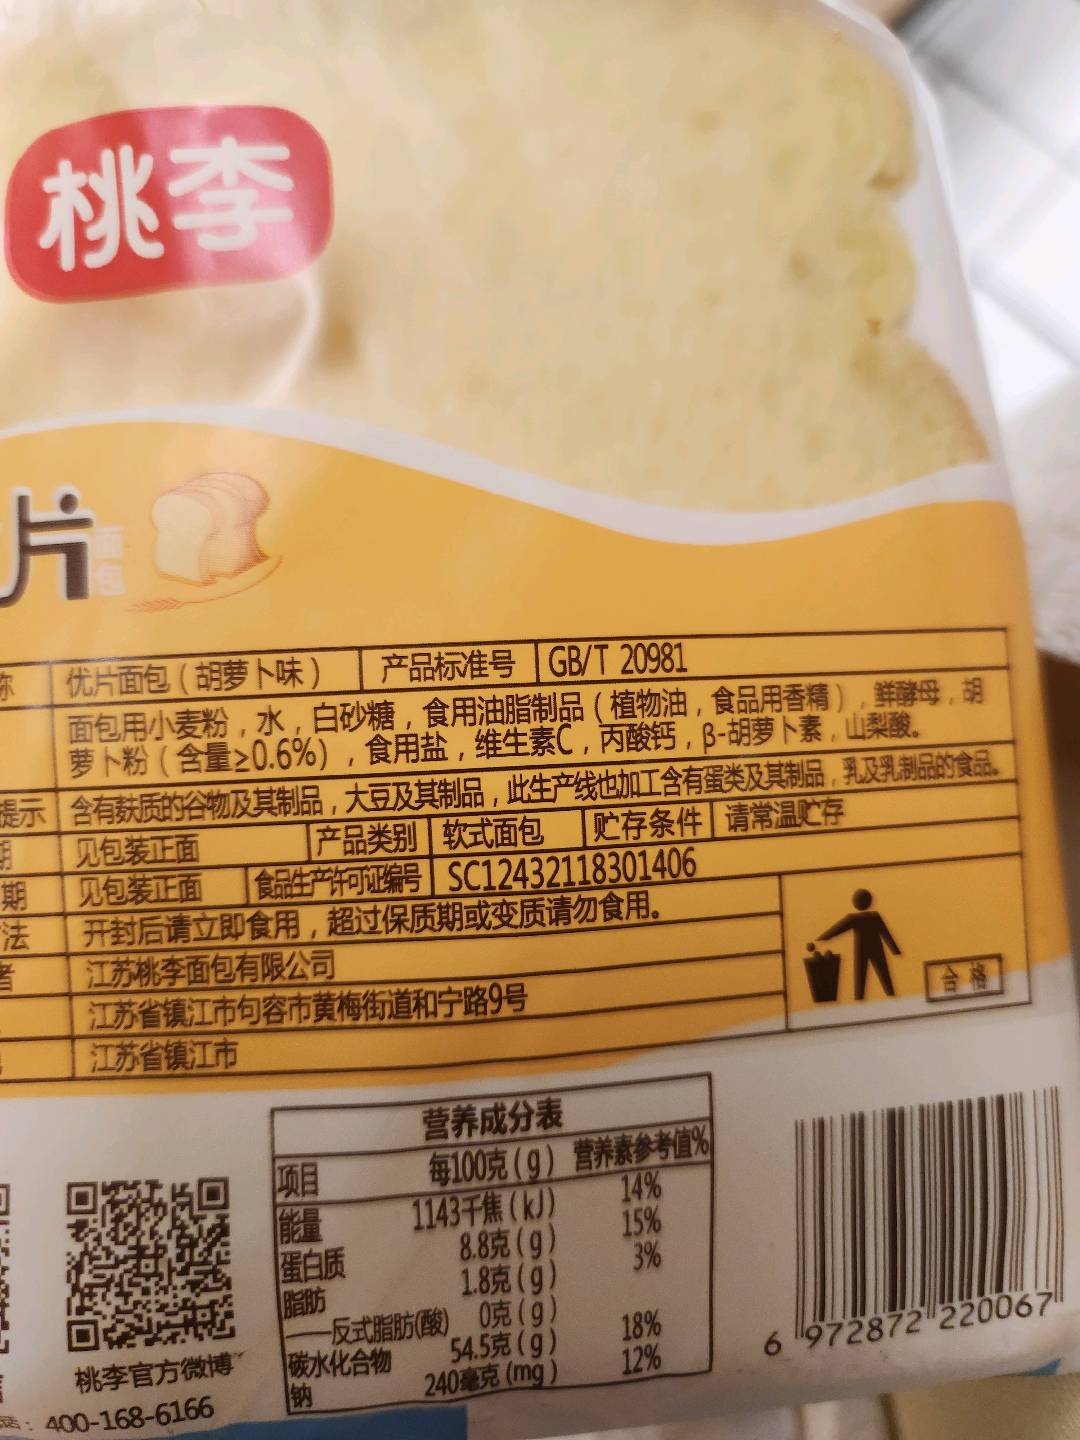 桃李
片
面包
称 优片面包（胡萝卜味） 产品标准号 GB/T 20981
面包用小麦粉，水，白砂糖，食用油脂制品（植物油，食品用香精），鲜酵母，胡
萝卜粉（含量≥0.6%），食用盐，维生素C，丙酸钙，β-胡萝卜素，山梨酸。
提示 含有麸质的谷物及其制品，大豆及其制品，此生产线也加工含有蛋类及其制品，乳及乳制品的食品。
期 见包装正面 产品类别 软式面包 贮存条件 请常温贮存
期 见包装正面 食品生产许可证编号 SC12432118301406
法 开封后请立即食用，超过保质期或变质请勿食用。
者 江苏桃李面包有限公司
江苏省镇江市句容市黄梅街道和宁路9号
江苏省镇江市
合格
营养成分表
项目 每100克(g) 营养素参考值%
能量 1143千焦(kJ) 14%
蛋白质 8.8克(g) 15%
脂肪 1.8克(g) 3%
——反式脂肪(酸) 0克(g)
碳水化合物 54.5克(g) 18%
钠 240毫克(mg) 12%
桃李官方微博
：400-168-6166
6 972872 220067